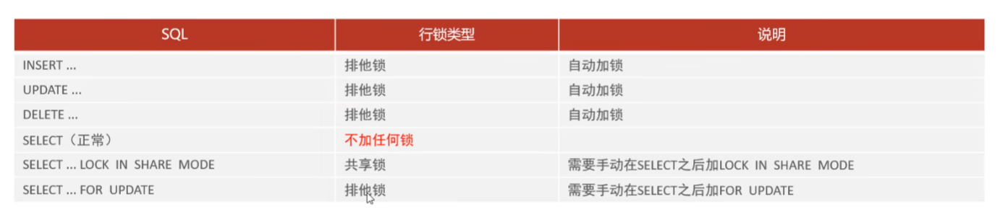 SQL 行锁类型 说明
INSERT ... 排他锁 自动加锁
UPDATE ... 排他锁 自动加锁
DELETE ... 排他锁 自动加锁
SELECT（正常） 不加任何锁
SELECT ... LOCK IN SHARE MODE 共享锁 需要手动在SELECT之后加LOCK IN SHARE MODE
SELECT ... FOR UPDATE 排他锁 需要手动在SELECT之后加FOR UPDATE